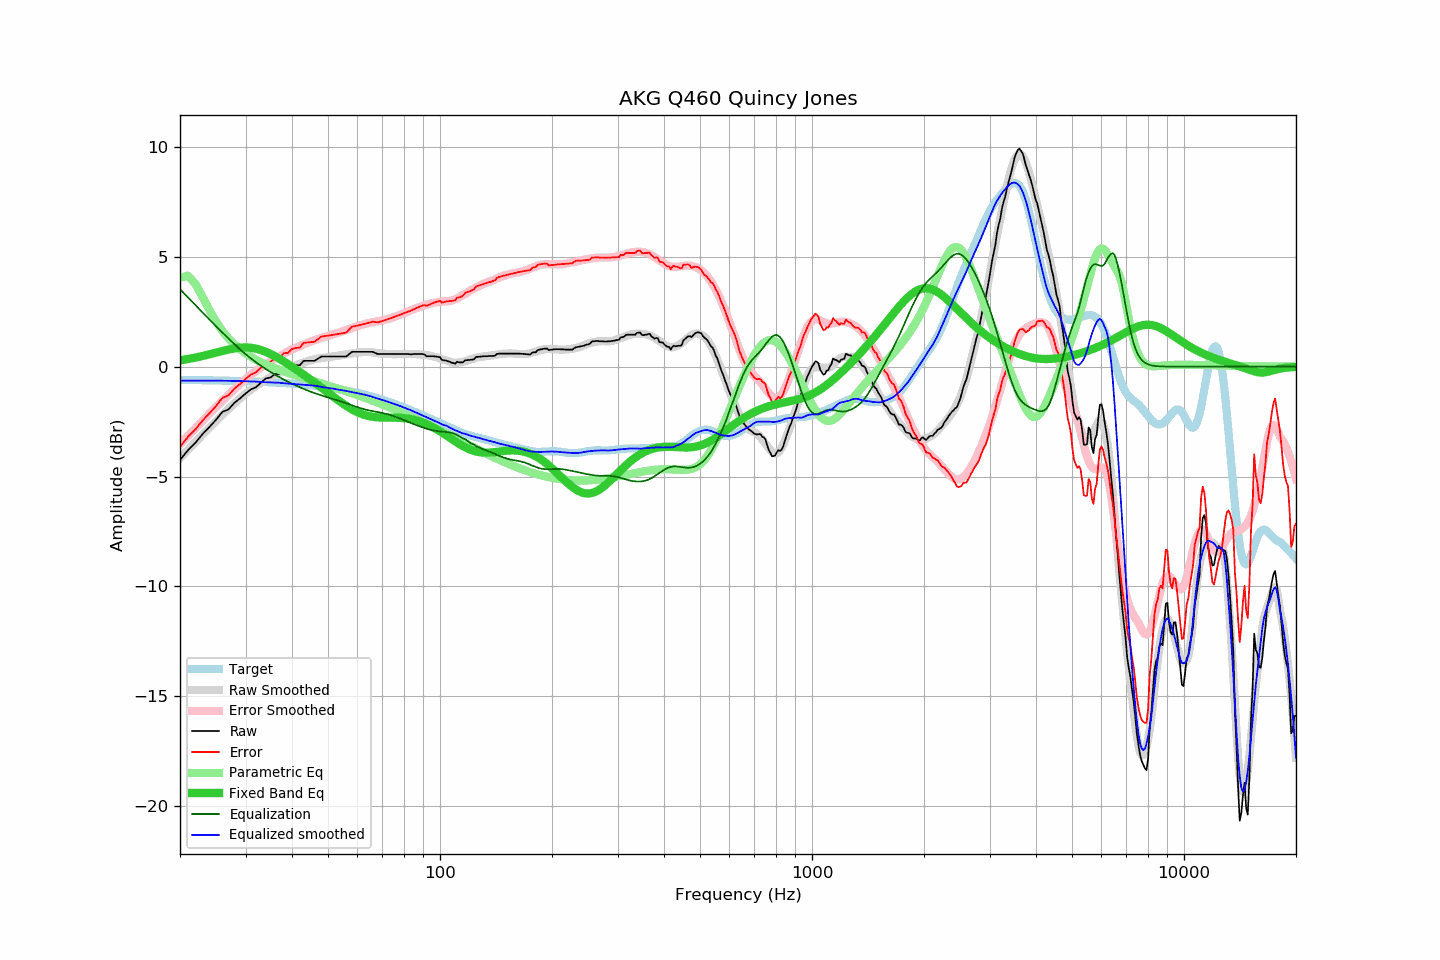 AKG Q460 Quincy Jones
10
5
0
−5
−10
−15
−20
Amplitude (dBr)
Target
Raw Smoothed
Error Smoothed
Raw
Error
Parametric Eq
Fixed Band Eq
Equalization
Equalized smoothed
100
1000
10000
Frequency (Hz)